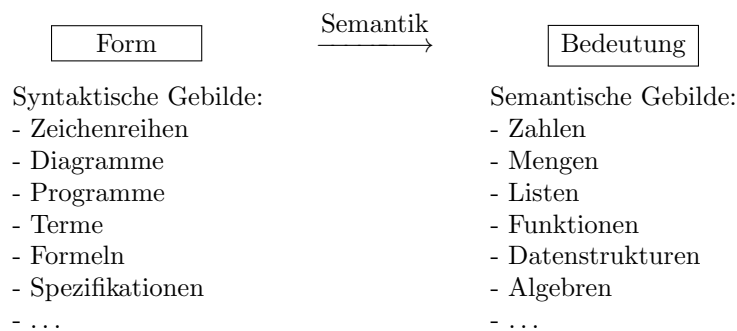 Form
Semantik
Bedeutung
Syntaktische Gebilde:
- Zeichenreihen
- Diagramme
- Programme
- Terme
- Formeln
- Spezifikationen
- ...
Semantische Gebilde:
- Zahlen
- Mengen
- Listen
- Funktionen
- Datenstrukturen
- Algebren
- ...